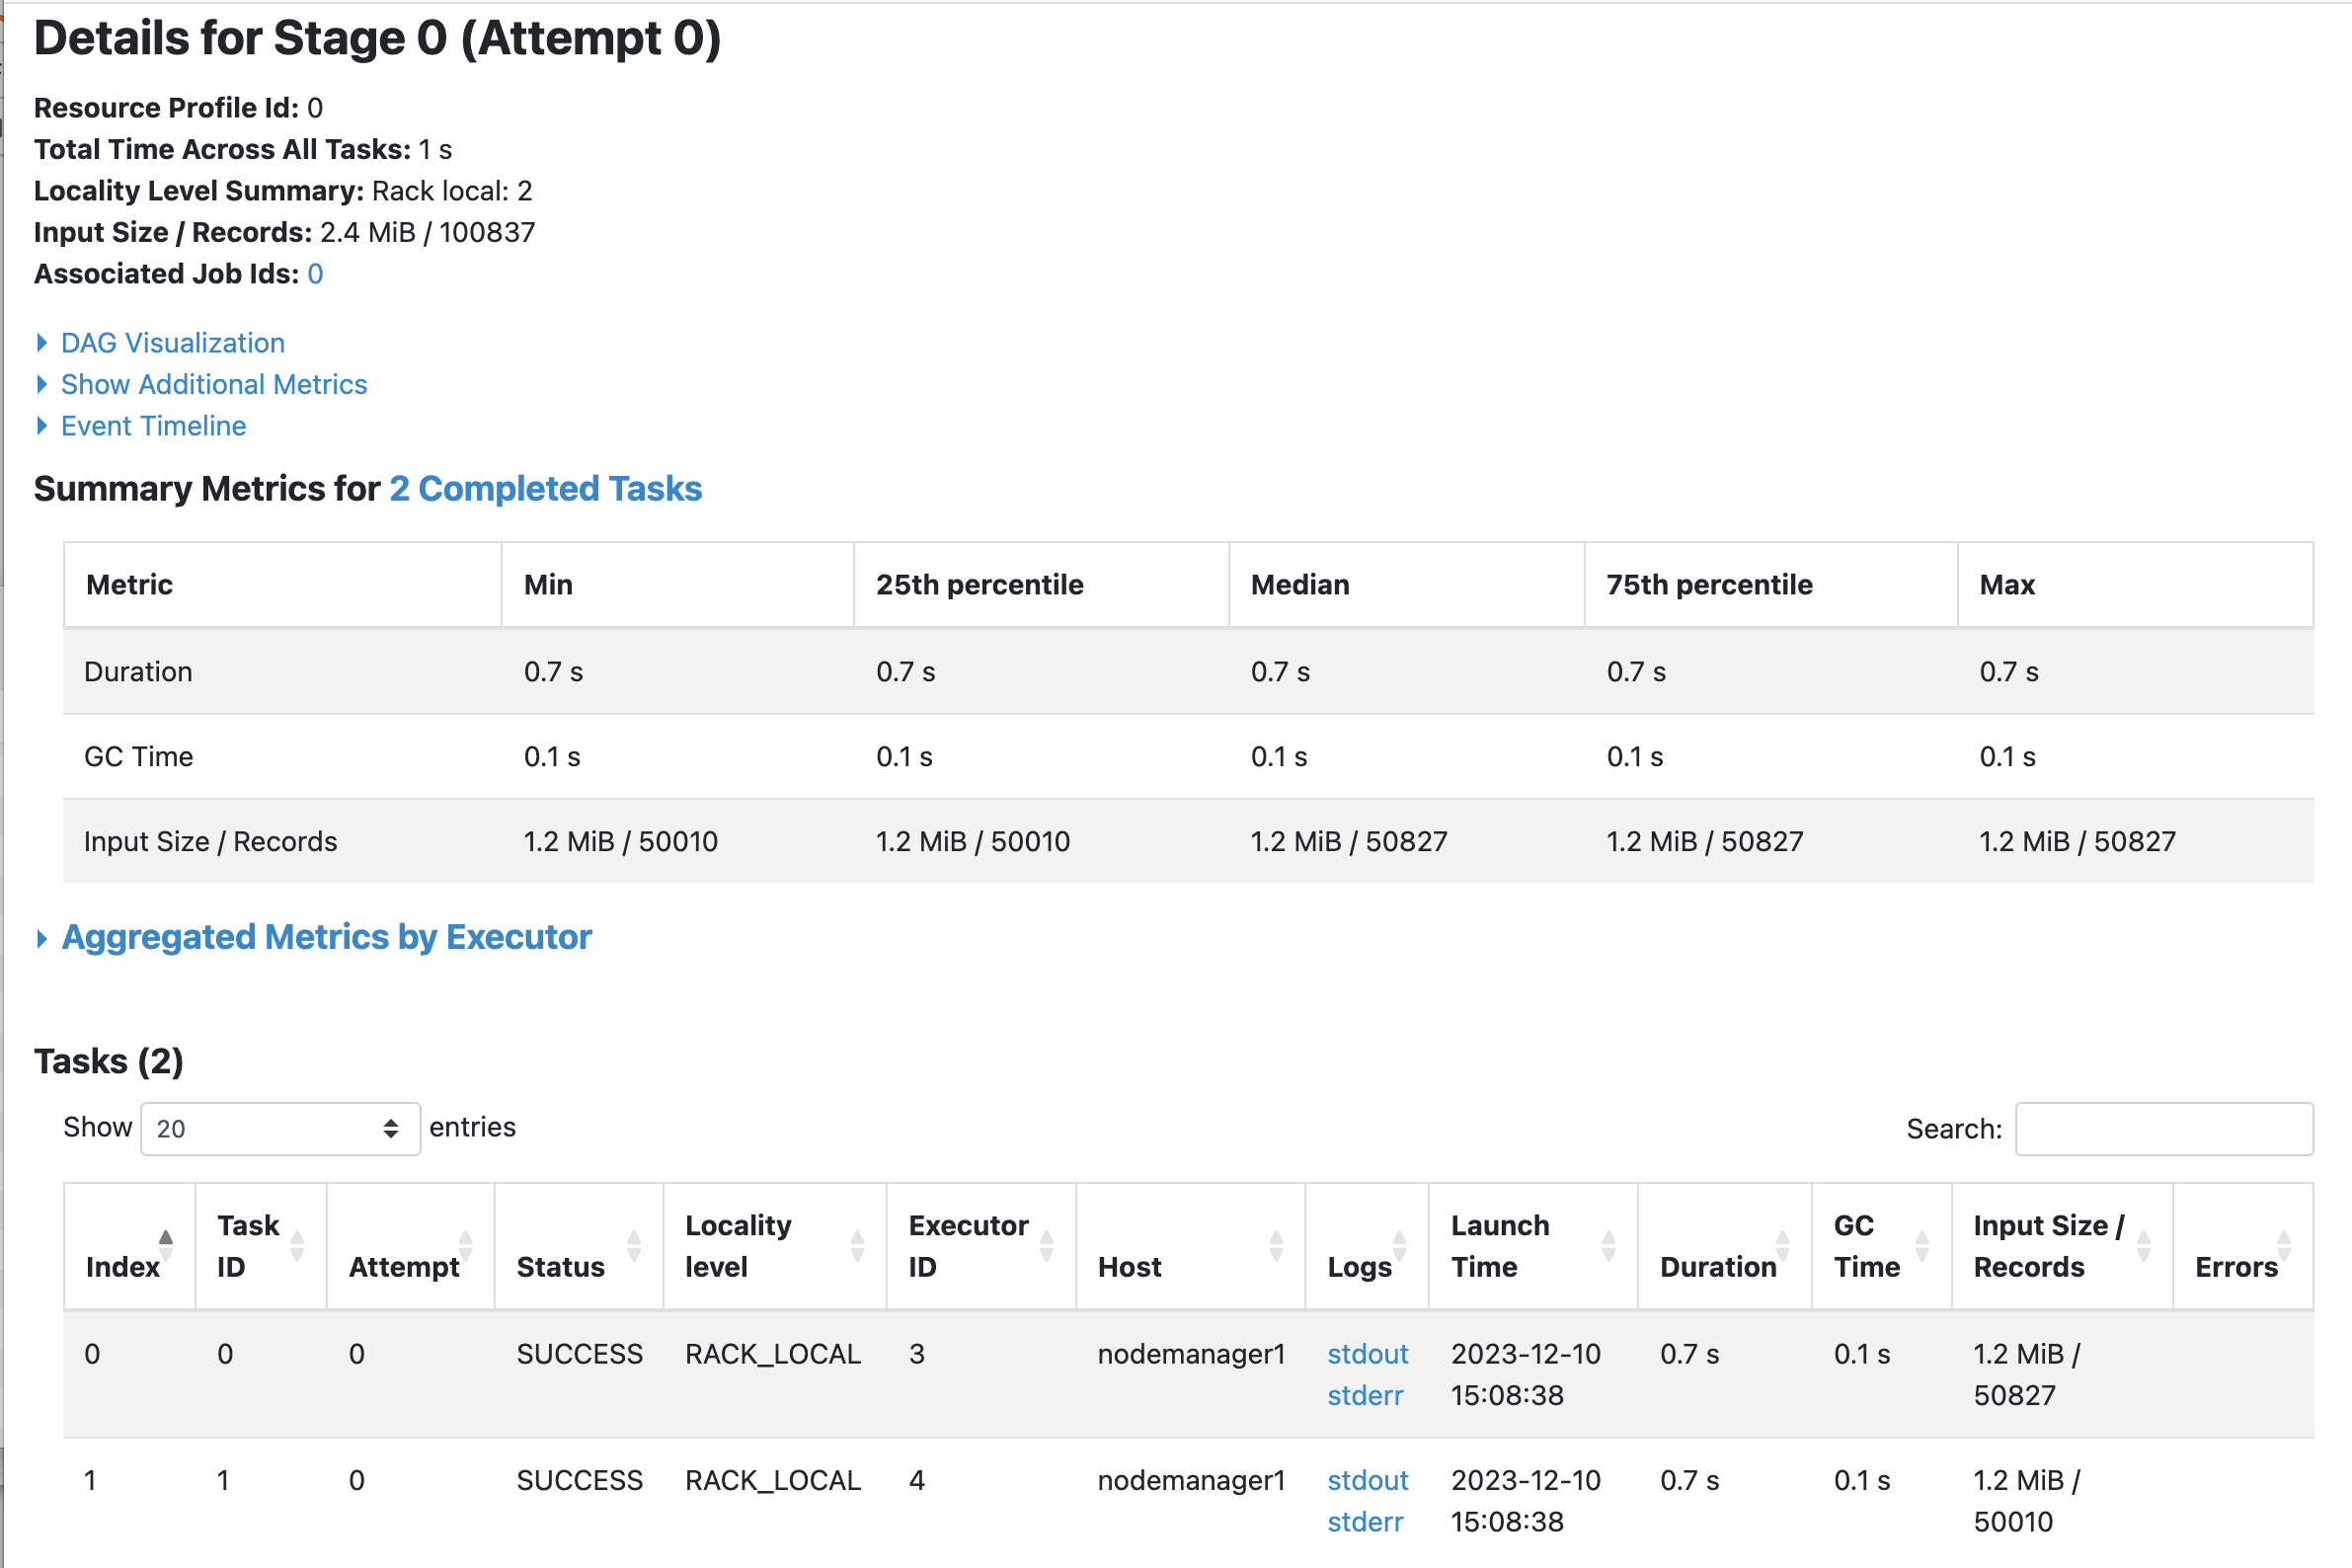 Details for Stage 0 (Attempt 0)
Resource Profile Id: 0
Total Time Across All Tasks: 1 s
Locality Level Summary: Rack local: 2
Input Size / Records: 2.4 MiB / 100837
Associated Job Ids: 0
DAG Visualization
Show Additional Metrics
Event Timeline
Summary Metrics for 2 Completed Tasks
Metric Min 25th percentile Median 75th percentile Max
Duration 0.7 s 0.7 s 0.7 s 0.7 s 0.7 s
GC Time 0.1 s 0.1 s 0.1 s 0.1 s 0.1 s
Input Size / Records 1.2 MiB / 50010 1.2 MiB / 50010 1.2 MiB / 50827 1.2 MiB / 50827 1.2 MiB / 50827
Aggregated Metrics by Executor
Tasks (2)
Show 20 entries Search:
Task Locality Executor Launch GC Input Size /
Index ID Attempt Status level ID Host Logs Time Duration Time Records Errors
0 0 0 SUCCESS RACK_LOCAL 3 nodemanager1 stdout 2023-12-10 0.7 s 0.1 s 1.2 MiB /
stderr 15:08:38 50827
1 1 0 SUCCESS RACK_LOCAL 4 nodemanager1 stdout 2023-12-10 0.7 s 0.1 s 1.2 MiB /
stderr 15:08:38 50010